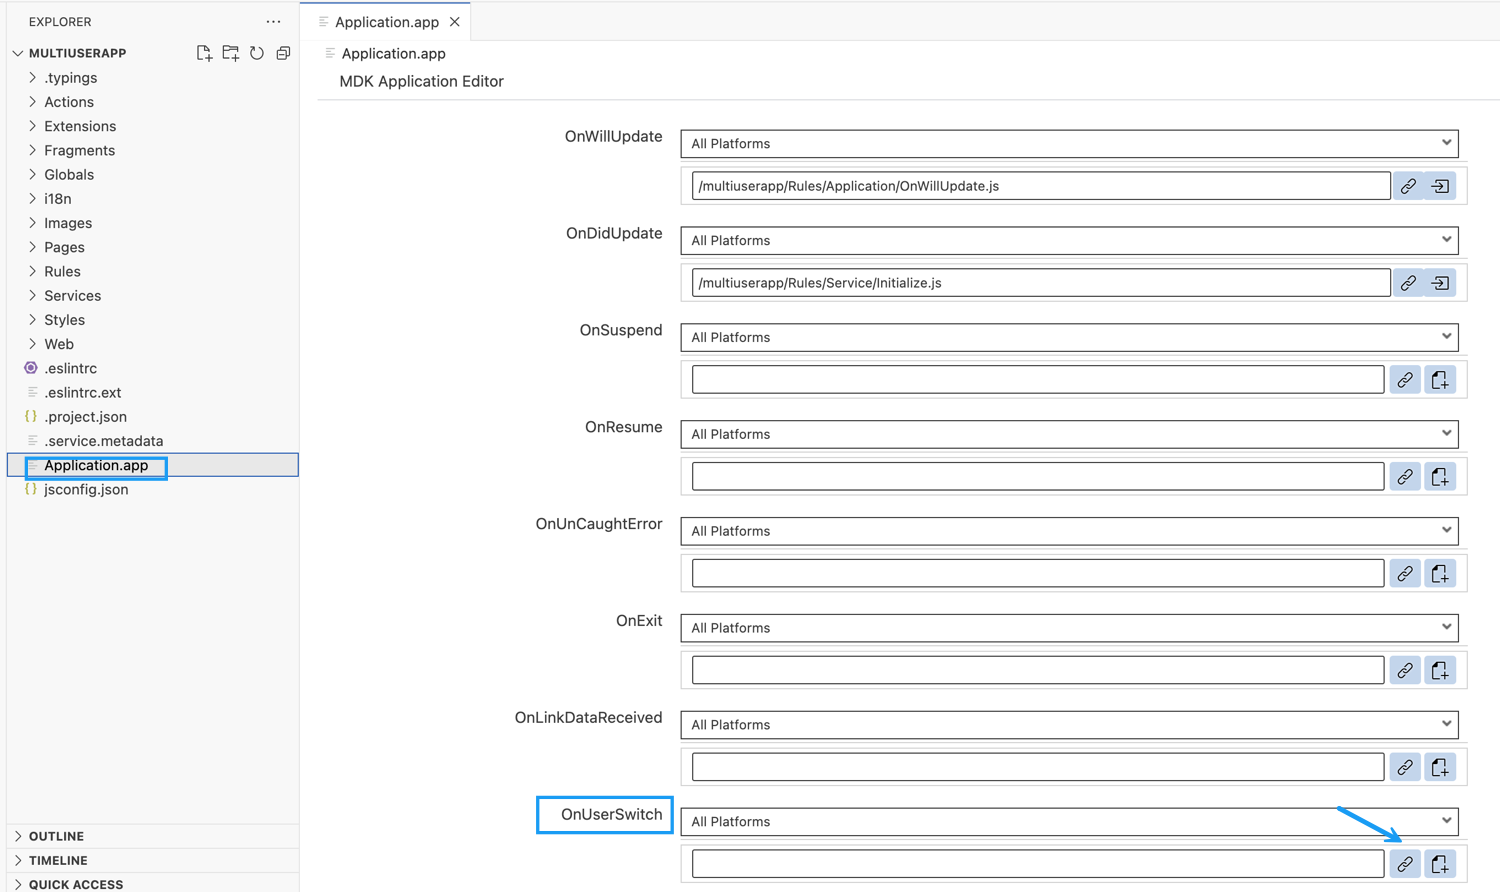 EXPLORER
MULTIUSERAPP
.typings
Actions
Extensions
Fragments
Globals
i18n
Images
Pages
Rules
Services
Styles
Web
.eslintrc
.eslintrc.ext
.project.json
.service.metadata
Application.app
jsconfig.json
OUTLINE
TIMELINE
QUICK ACCESS
Application.app
Application.app
MDK Application Editor
OnWillUpdate
All Platforms
/multiuserapp/Rules/Application/OnWillUpdate.js
OnDidUpdate
All Platforms
/multiuserapp/Rules/Service/Initialize.js
OnSuspend
All Platforms
OnResume
All Platforms
OnUnCaughtError
All Platforms
OnExit
All Platforms
OnLinkDataReceived
All Platforms
OnUserSwitch
All Platforms